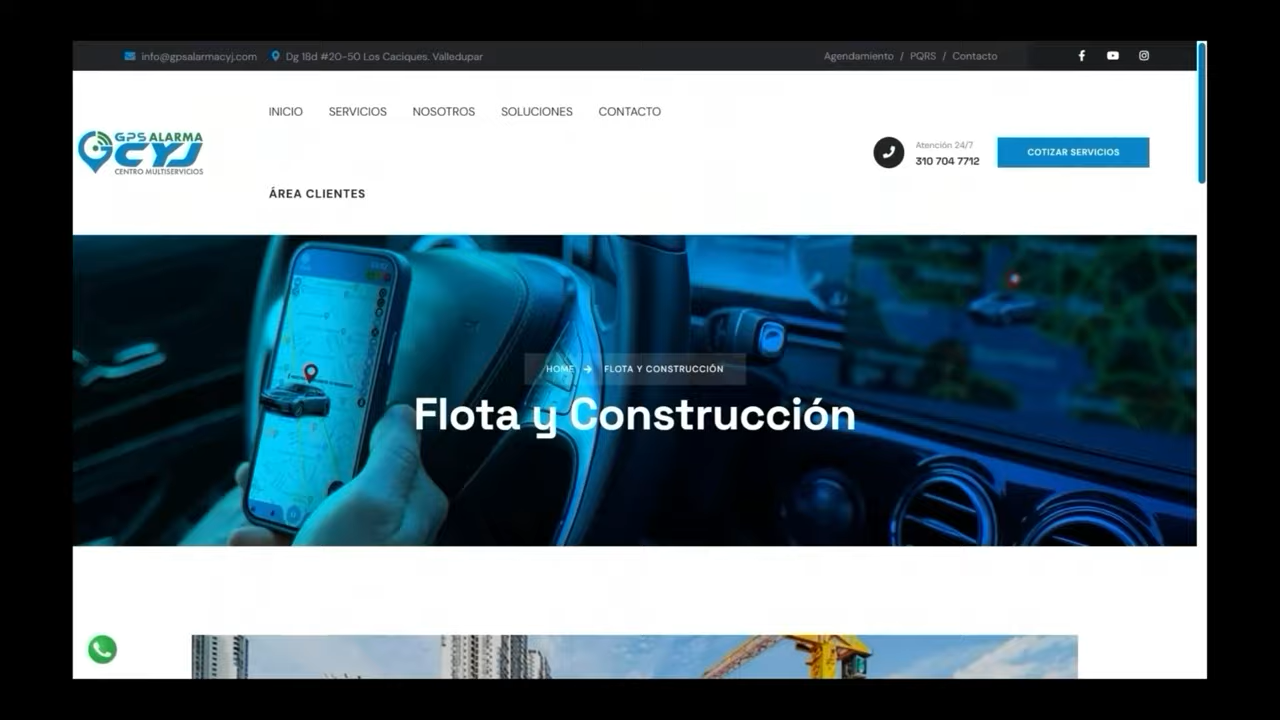 info@gpsalarmacyj.com Dg 18d #20-50 Los Caciques. Valledupar
Agendamiento / PQRS / Contacto
INICIO SERVICIOS NOSOTROS SOLUCIONES CONTACTO
GPS ALARMA
CYJ
CENTRO MULTISERVICIOS
Atención 24/7
310 704 7712
COTIZAR SERVICIOS
ÁREA CLIENTES
HOME FLOTA Y CONSTRUCCIÓN
Flota y Construcción